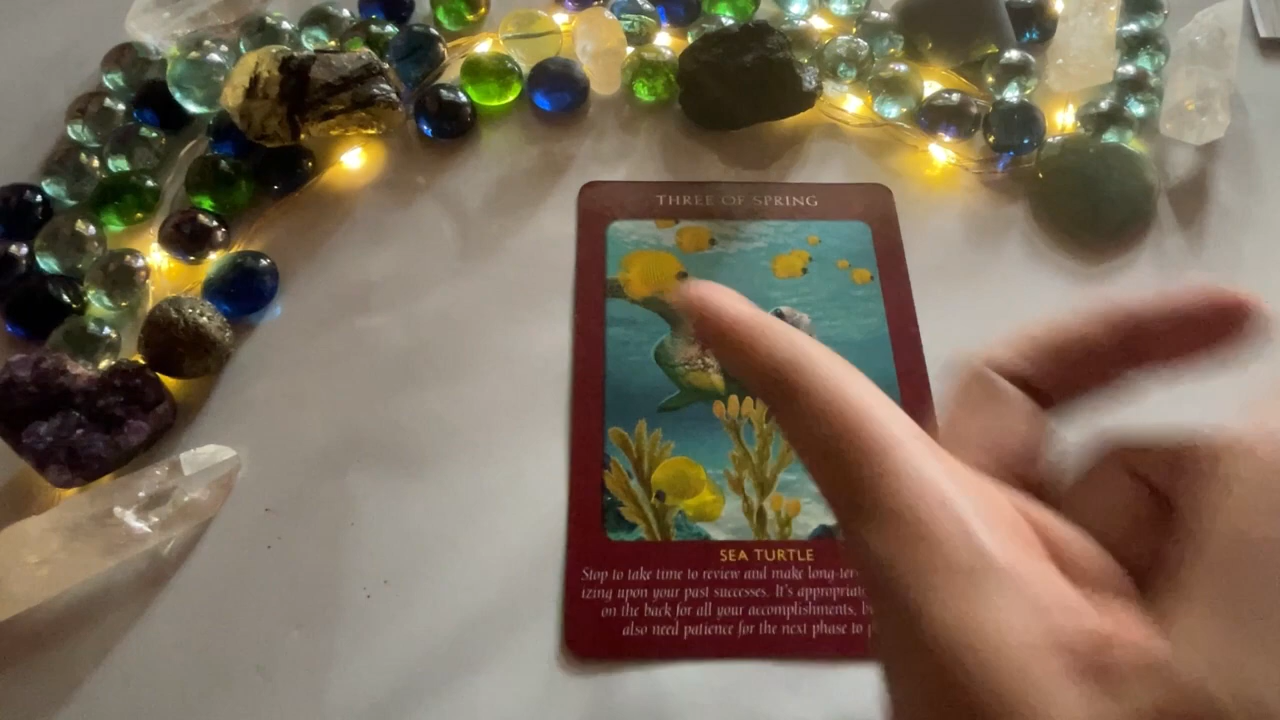 THREE OF SPRING
SEA TURTLE
Stop to take time to review and make long-ter
izing upon your past successes. It's appropriate
on the back for all your accomplishments, b
also need patience for the next phase to